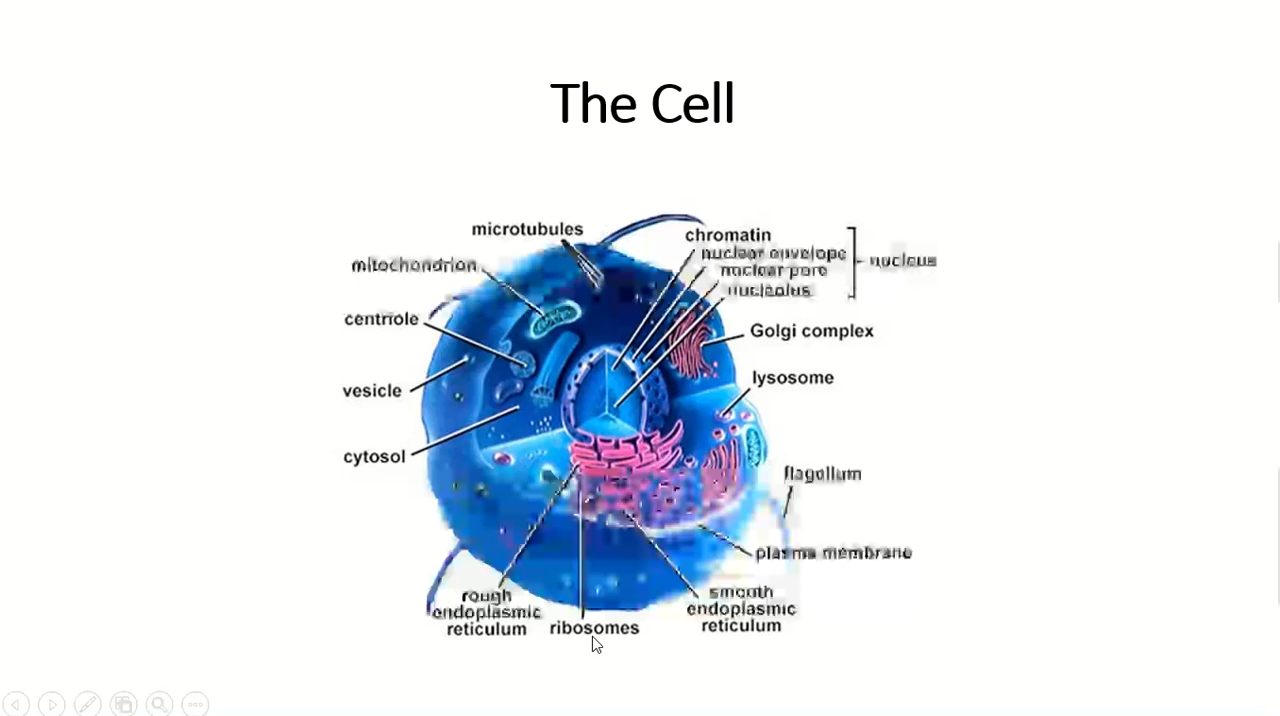 The Cell
microtubules
chromatin
nuclear envelope
mitochondrion
nuclear pore
nucleus
nucleolus
centriole
Golgi complex
lysosome
vesicle
cytosol
flagellum
plasma membrane
rough
endoplasmic
reticulum
ribosomes
smooth
endoplasmic
reticulum